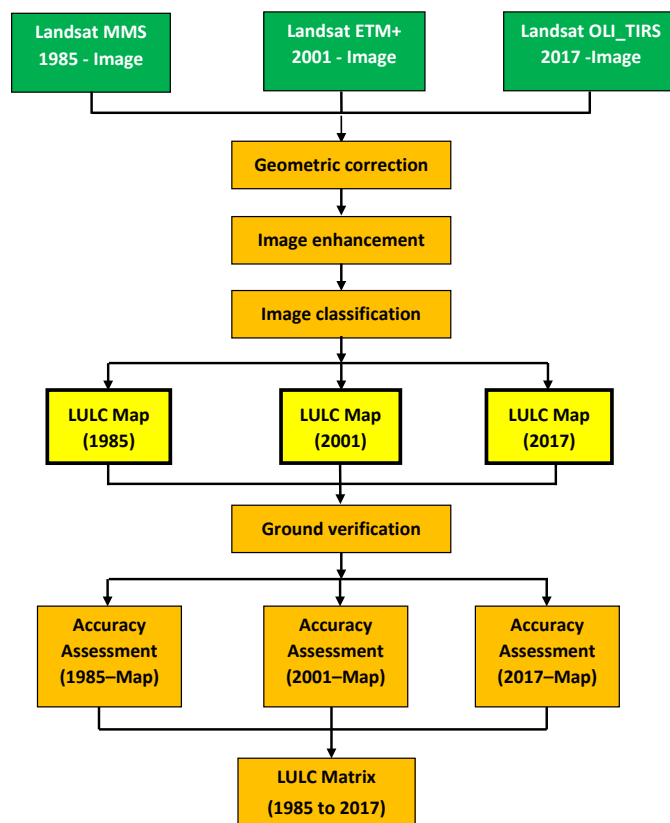 Landsat MMS
1985 - Image
Landsat ETM+
2001 - Image
Landsat OLI_TIRS
2017 -Image
Geometric correction
Image enhancement
Image classification
LULC Map
(1985)
LULC Map
(2001)
LULC Map
(2017)
Ground verification
Accuracy
Assessment
(1985–Map)
Accuracy
Assessment
(2001–Map)
Accuracy
Assessment
(2017–Map)
LULC Matrix
(1985 to 2017)